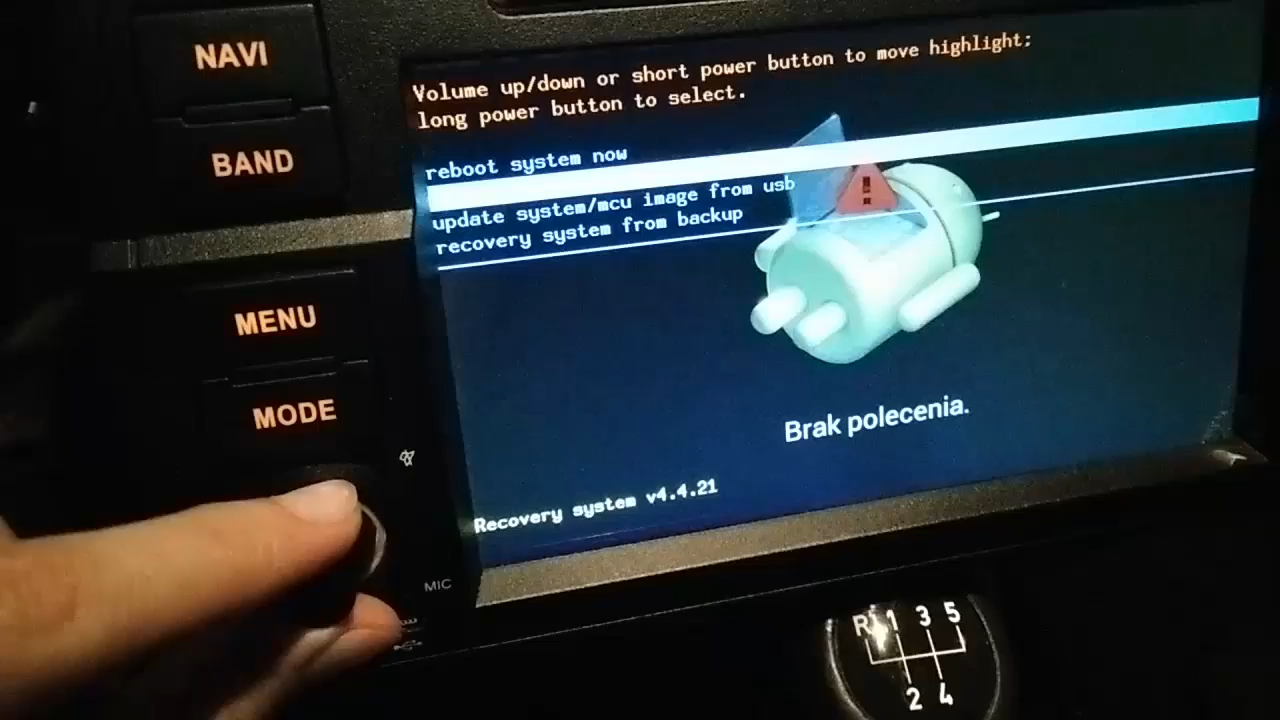 NAVI
BAND
MENU
MODE
MIC
Volume up/down or short power button to move highlight;
long power button to select.
reboot system now
update system/mcu image from usb
recovery system from backup
Brak polecenia.
Recovery system v4.4.21
R 1 3 5
2 4